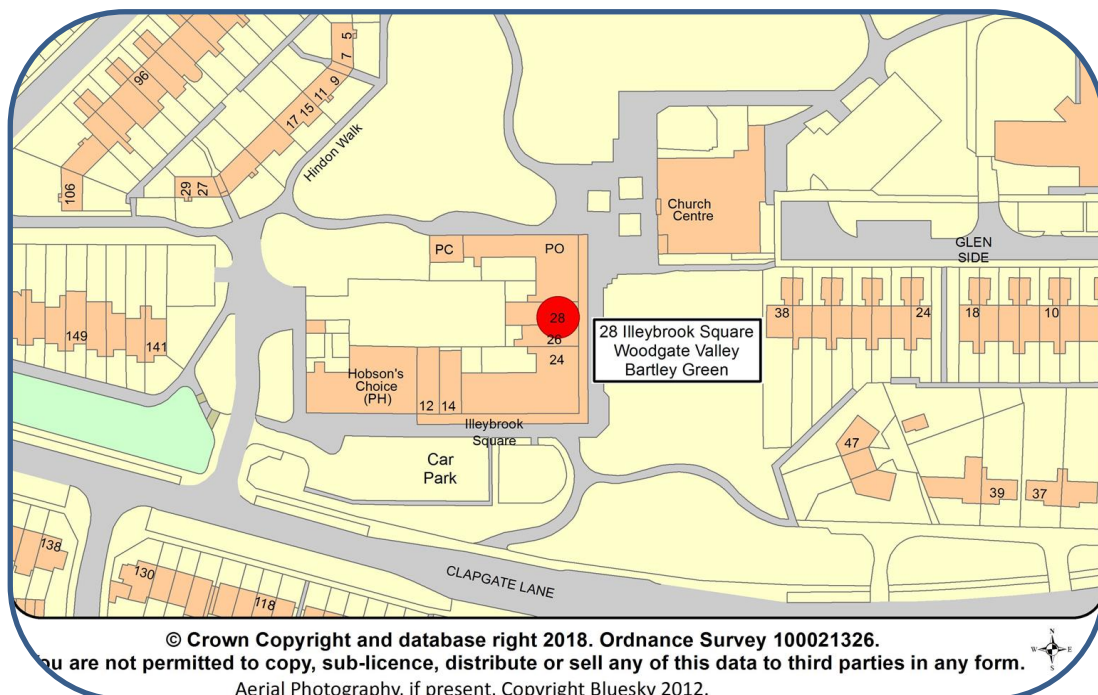 5
7
9
11
15
17
96
Hindon Walk
106
29
27
Church
Centre
PC
PO
GLEN
SIDE
28
26
24
28 Illeybrook Square
Woodgate Valley
Bartley Green
38
24
18
10
149
141
Hobson's
Choice
(PH)
12
14
Illeybrook
Square
Car
Park
47
39
37
138
130
118
CLAPGATE LANE
© Crown Copyright and database right 2018. Ordnance Survey 100021326.
You are not permitted to copy, sub-licence, distribute or sell any of this data to third parties in any form.
Aerial Photography, if present, Copyright Bluesky 2012.
N
W
E
S